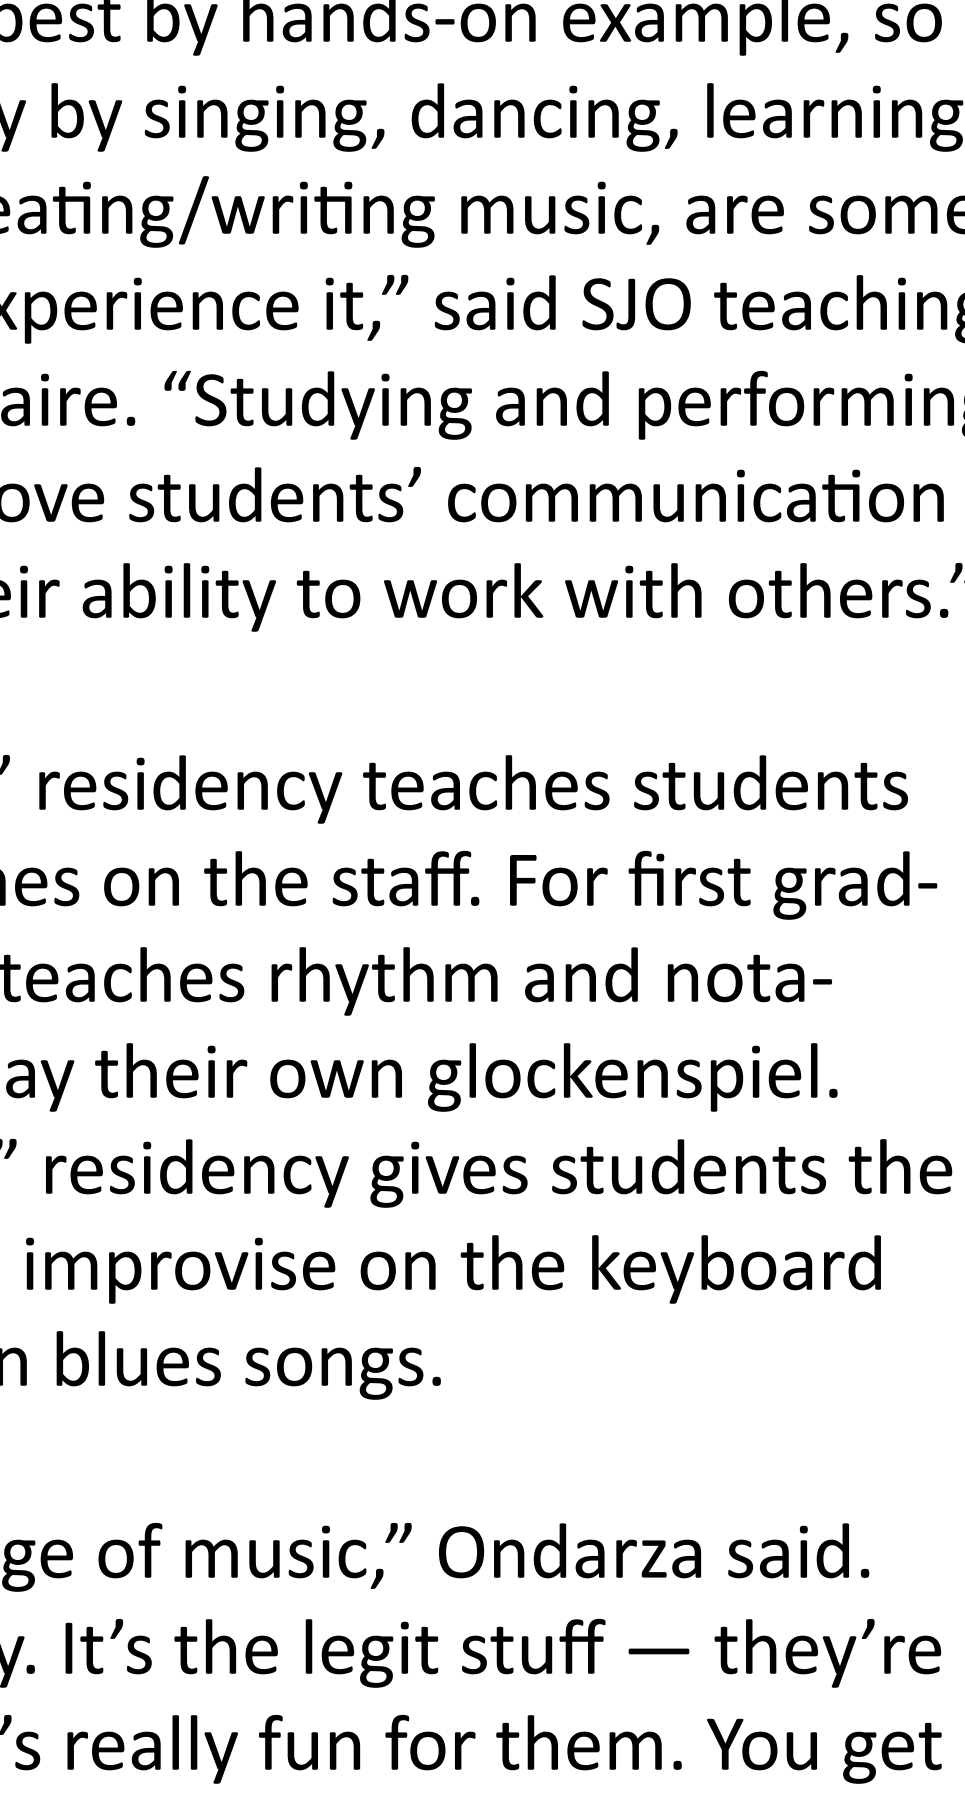 best by hands-on example, so
y by singing, dancing, learning
eating/writing music, are some
xperience it,” said SJO teaching
aire. “Studying and performing
ove students’ communication
eir ability to work with others.”
” residency teaches students
nes on the staff. For first grad-
teaches rhythm and nota-
ay their own glockenspiel.
” residency gives students the
improvise on the keyboard
n blues songs.
ge of music,” Ondarza said.
y. It’s the legit stuff — they’re
’s really fun for them. You get